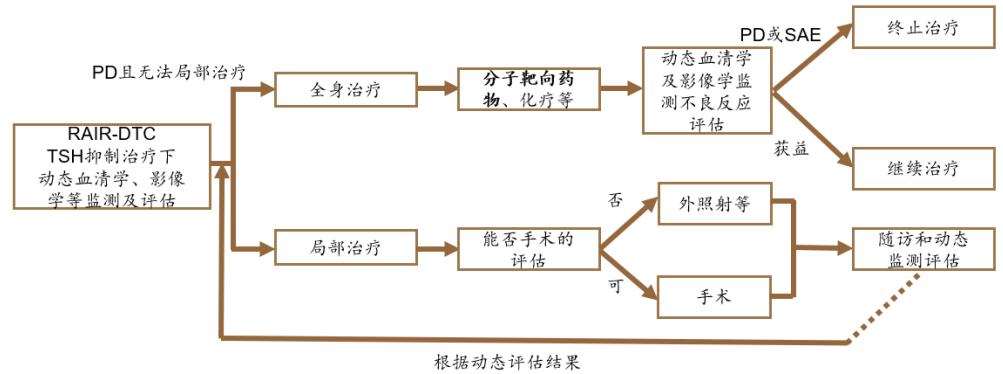 PD或SAE
终止治疗
PD且无法局部治疗
全身治疗
分子靶向药
物、化疗等
动态血清学
及影像学监
测不良反应
评估
RAIR-DTC
TSH抑制治疗下
动态血清学、影像
学等监测及评估
获益
继续治疗
否
外照射等
局部治疗
能否手术的
评估
随访和动态
监测评估
可
手术
根据动态评估结果